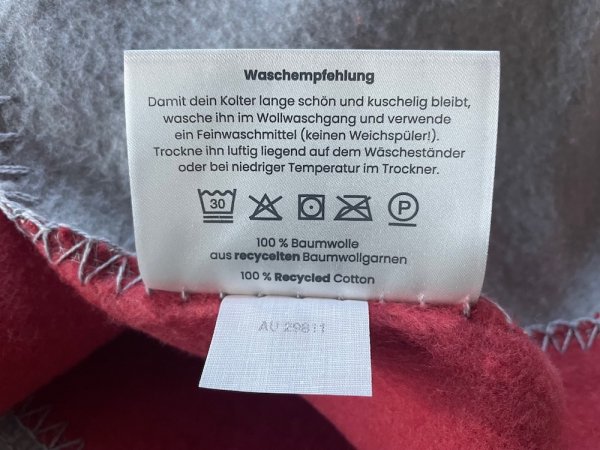 Waschempfehlung
Damit dein Kolter lange schön und kuschelig bleibt,
wasche ihn im Wollwaschgang und verwende
ein Feinwaschmittel (keinen Weichspüler!).
Trockne ihn luftig liegend auf dem Wäscheständer
oder bei niedriger Temperatur im Trockner.
30 P
100 % Baumwolle
aus recycelten Baumwollgarnen
100 % Recycled Cotton
AU 29811